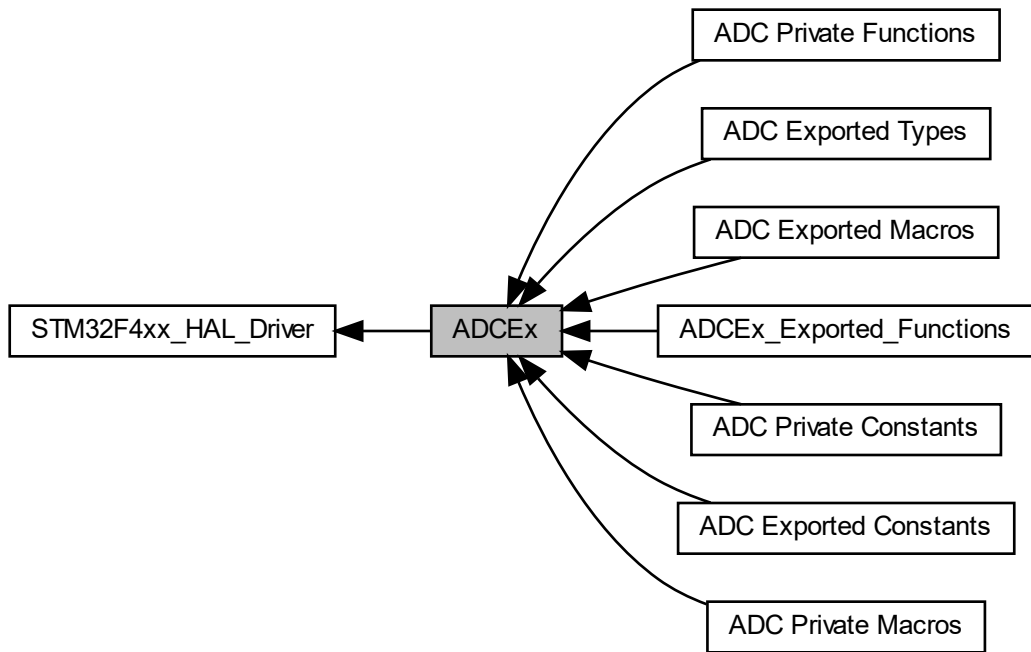 ADC Private Functions
ADC Exported Types
ADC Exported Macros
STM32F4xx_HAL_Driver
ADCEx
ADCEx_Exported_Functions
ADC Private Constants
ADC Exported Constants
ADC Private Macros